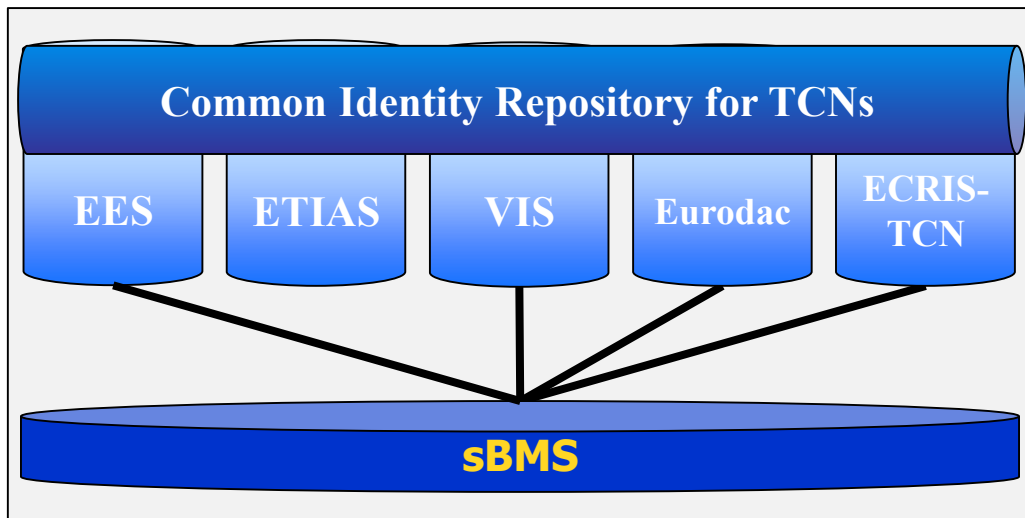 Common Identity Repository for TCNs
EES
ETIAS
VIS
Eurodac
ECRIS-
TCN
sBMS